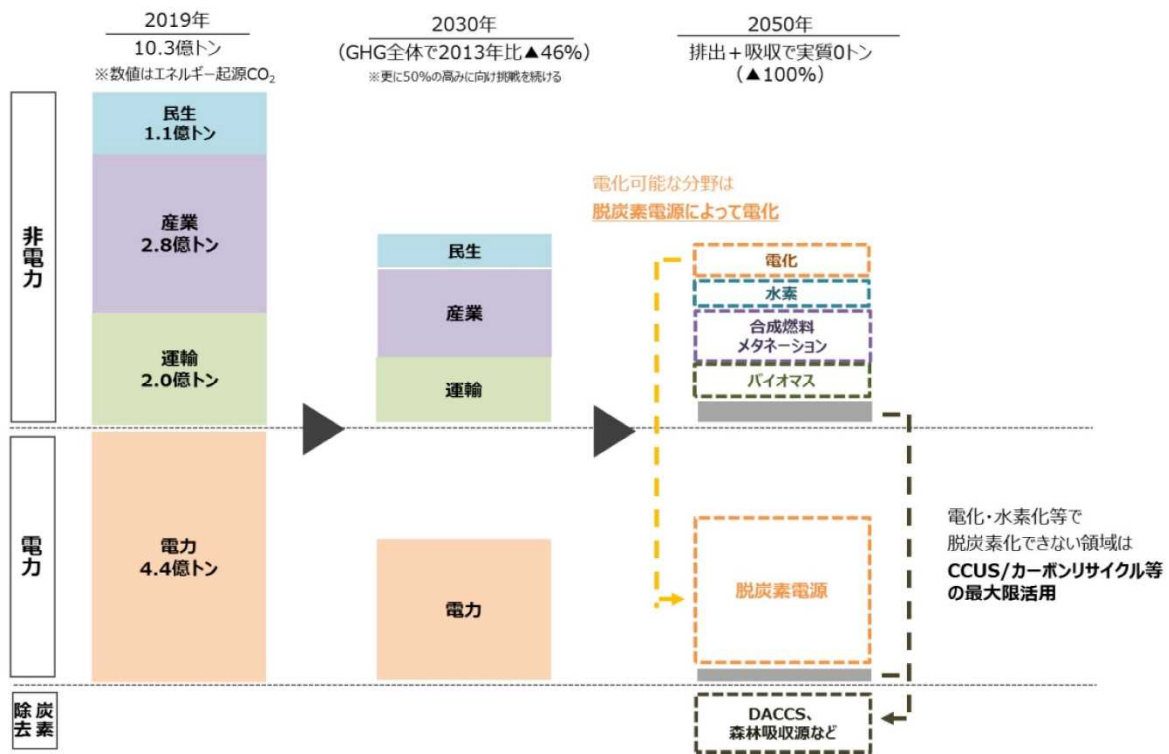 2019年
10.3億トン
※数値はエネルギー起源CO₂
2030年
(GHG全体で2013年比▲46%)
※更に50%の高みに向け挑戦を続ける
2050年
排出+吸収で実質0トン
(▲100%)
非電力
民生
1.1億トン
産業
2.8億トン
運輸
2.0億トン
民生
産業
運輸
電化可能な分野は
脱炭素電源によって電化
電化
水素
合成燃料
メタネーション
バイオマス
電力
電力
4.4億トン
電力
脱炭素電源
電化・水素化等で
脱炭素化できない領域は
CCUS/カーボンリサイクル等
の最大限活用
炭素
除去
DACCS、
森林吸収源など